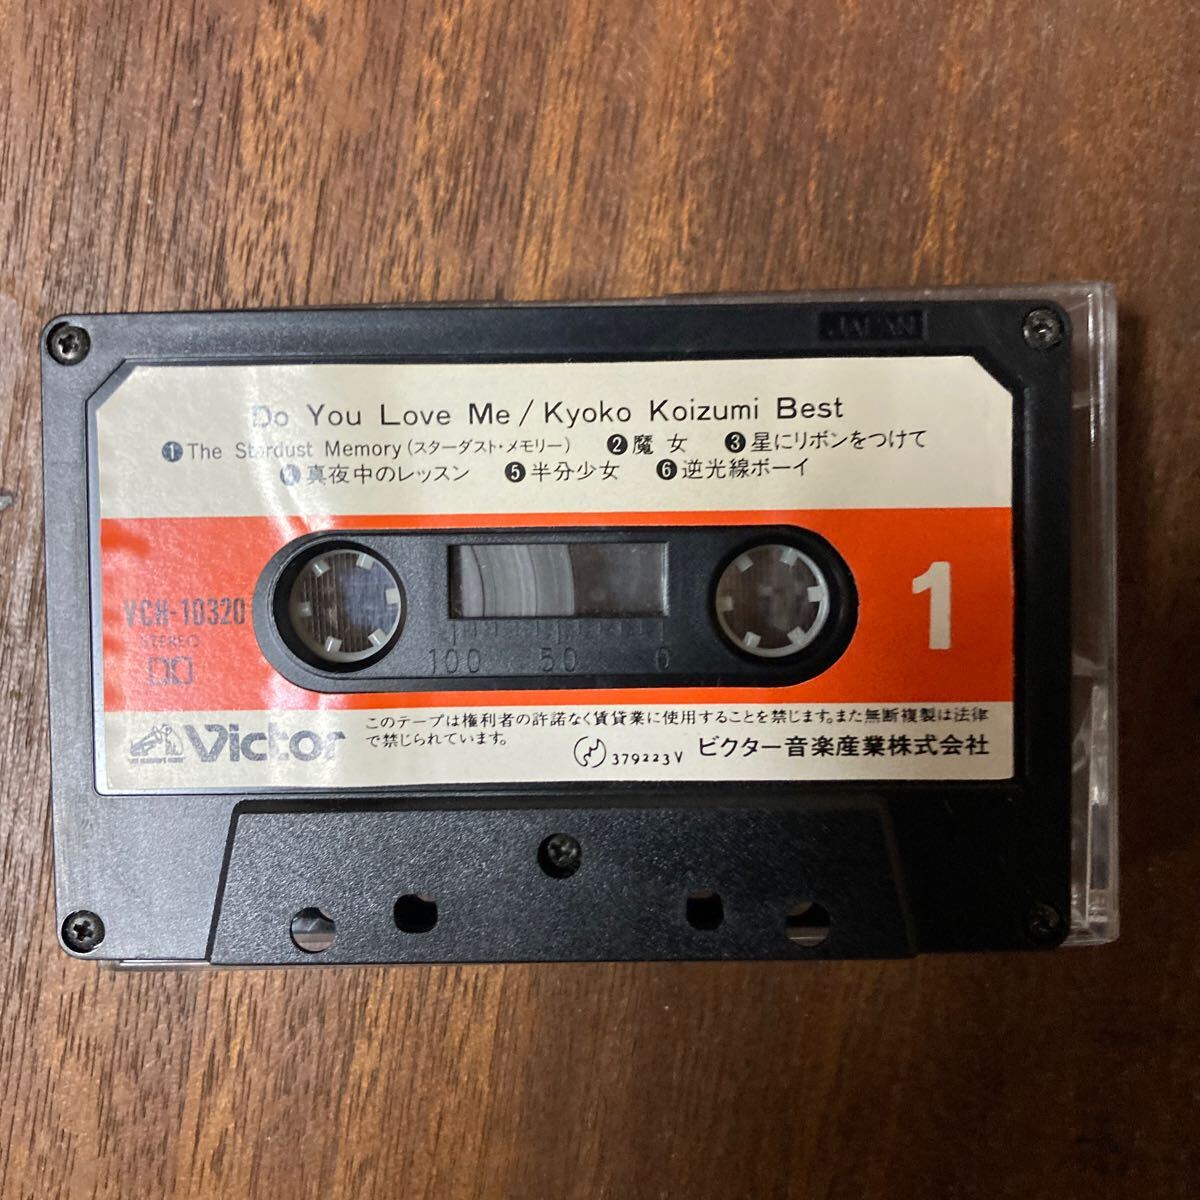 JAPAN
Do You Love Me / Kyoko Koizumi Best
❶ The Stardust Memory (スターダスト・メモリー) ❷ 魔女 ❸ 星にリボンをつけて
❹ 真夜中のレッスン ❺ 半分少女 ❻ 逆光線ボーイ
VCH-10320
STEREO
1
100 50 0
Victor
このテープは権利者の許諾なく賃貸業に使用することを禁じます。また無断複製は法律
で禁じられています。
379223V ビクター音楽産業株式会社